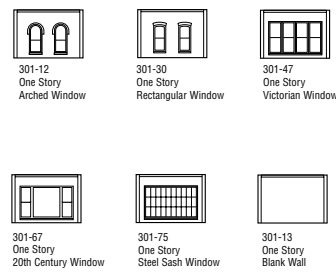 301-12
One Story
Arched Window
301-30
One Story
Rectangular Window
301-47
One Story
Victorian Window
301-67
One Story
20th Century Window
301-75
One Story
Steel Sash Window
301-13
One Story
Blank Wall